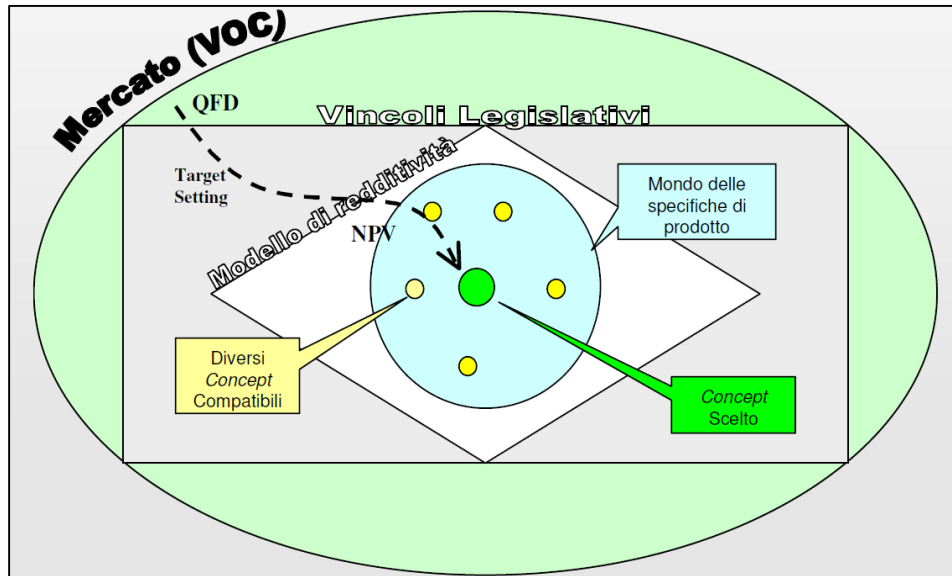 Mercato (VOC)
QFD
Vincoli Legislativi
Target
Setting
Modello di redditività
NPV
Mondo delle
specifiche di
prodotto
Diversi
Concept
Compatibili
Concept
Scelto